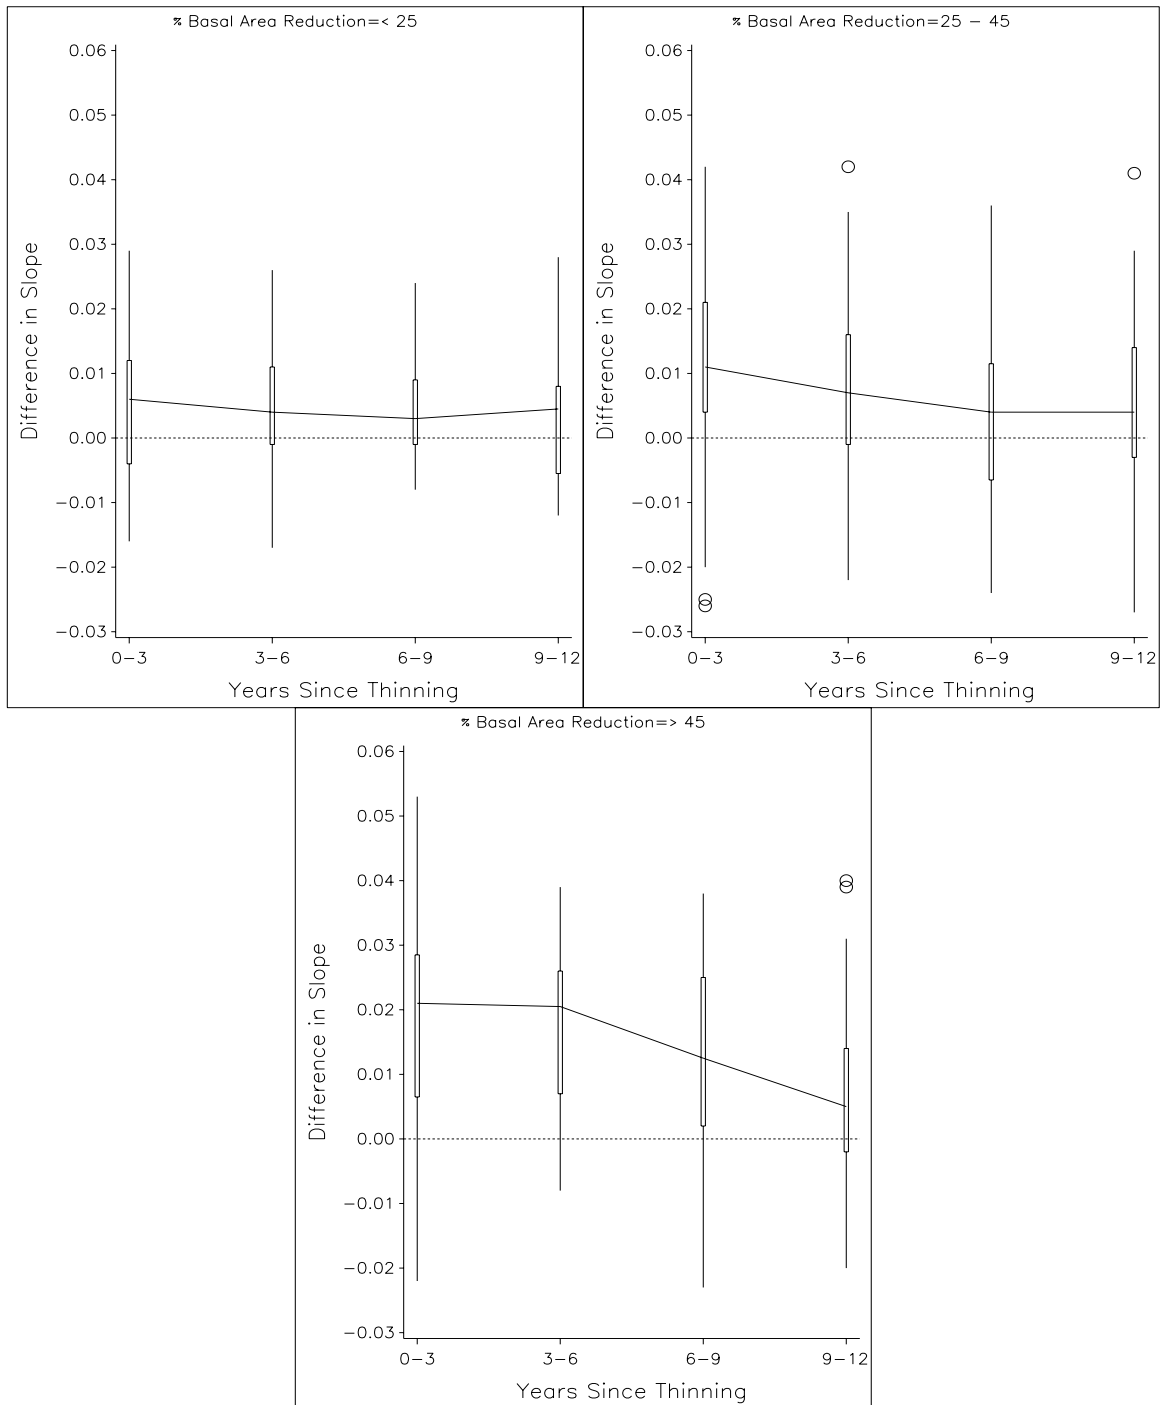 % Basal Area Reduction=< 25
0.06
0.05
0.04
0.03
0.02
0.01
0.00
−0.01
−0.02
−0.03
Difference in Slope
0−3 3−6 6−9 9−12
Years Since Thinning
% Basal Area Reduction=25 − 45
0.06
0.05
0.04
0.03
0.02
0.01
0.00
−0.01
−0.02
−0.03
Difference in Slope
0−3 3−6 6−9 9−12
Years Since Thinning
% Basal Area Reduction=> 45
0.06
0.05
0.04
0.03
0.02
0.01
0.00
−0.01
−0.02
−0.03
Difference in Slope
0−3 3−6 6−9 9−12
Years Since Thinning